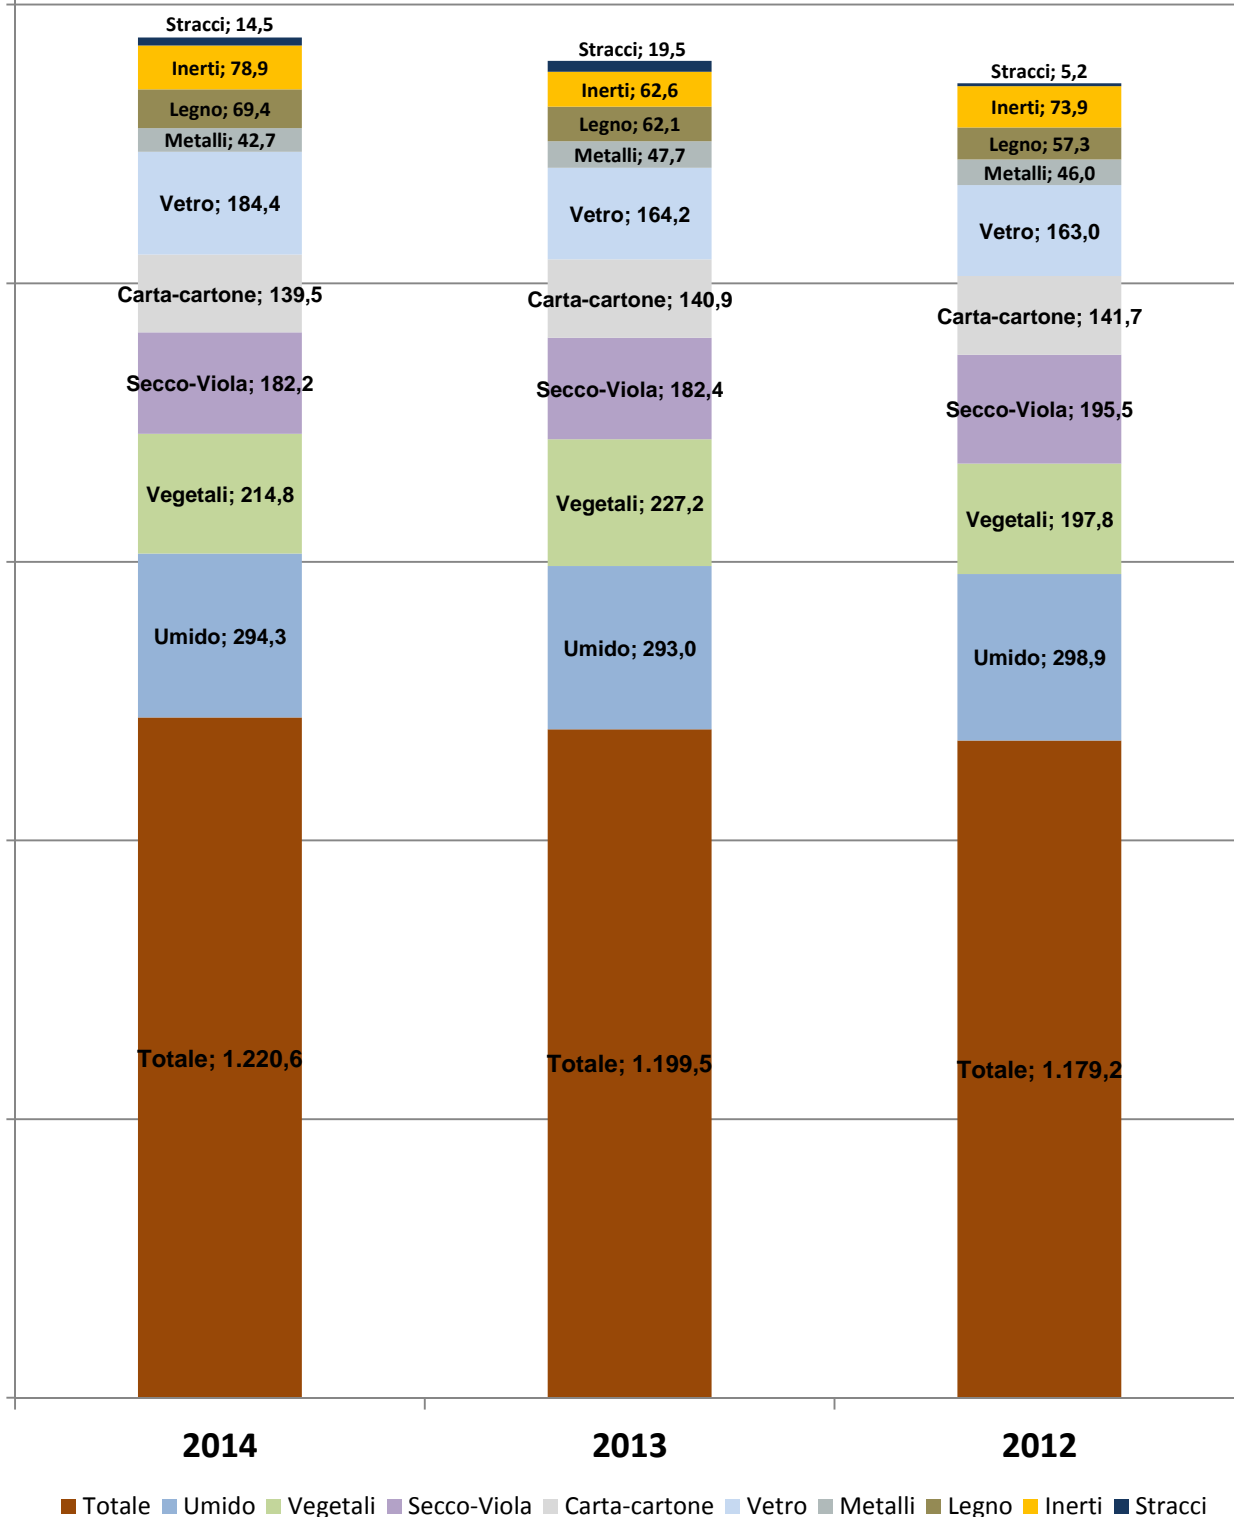 Stracci; 14,5
Inerti; 78,9
Legno; 69,4
Metalli; 42,7
Vetro; 184,4
Carta-cartone; 139,5
Secco-Viola; 182,2
Vegetali; 214,8
Umido; 294,3
Totale; 1.220,6
Stracci; 19,5
Inerti; 62,6
Legno; 62,1
Metalli; 47,7
Vetro; 164,2
Carta-cartone; 140,9
Secco-Viola; 182,4
Vegetali; 227,2
Umido; 293,0
Totale; 1.199,5
Stracci; 5,2
Inerti; 73,9
Legno; 57,3
Metalli; 46,0
Vetro; 163,0
Carta-cartone; 141,7
Secco-Viola; 195,5
Vegetali; 197,8
Umido; 298,9
Totale; 1.179,2
2014 2013 2012
Totale Umido Vegetali Secco-Viola Carta-cartone Vetro Metalli Legno Inerti Stracci